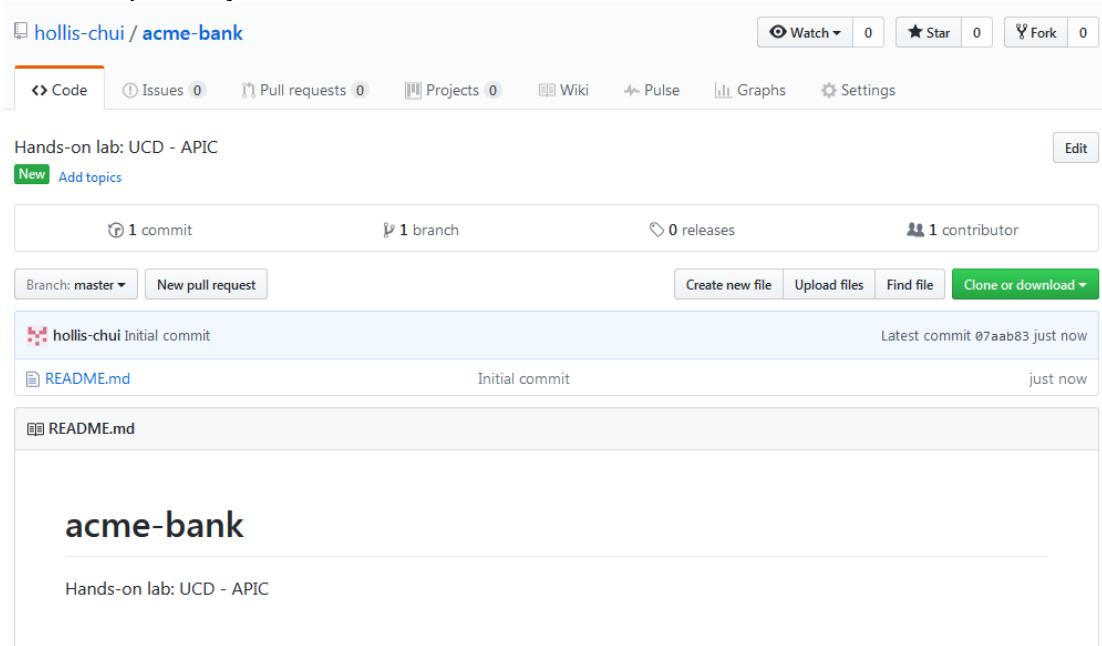 hollis-chui / acme-bank
Watch 0 Star 0 Fork 0
Code Issues 0 Pull requests 0 Projects 0 Wiki Pulse Graphs Settings
Hands-on lab: UCD - APIC Edit
New Add topics
1 commit 1 branch 0 releases 1 contributor
Branch: master New pull request Create new file Upload files Find file Clone or download
hollis-chui Initial commit Latest commit 07aab83 just now
README.md Initial commit just now
README.md
acme-bank
Hands-on lab: UCD - APIC